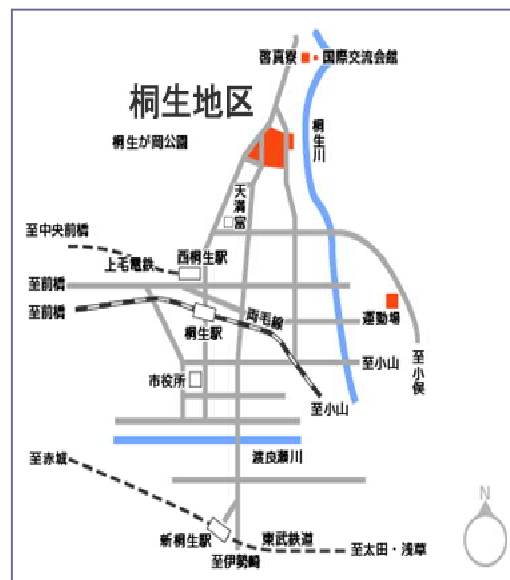 啓真寮
国際交流会館
桐生地区
桐生が岡公園
桐生川
天満宮
至中央前橋
上毛電鉄
西桐生駅
至前橋
至前橋
両毛線
桐生駅
運動場
至小山
至小俣
市役所
至小山
渡良瀬川
至赤城
新桐生駅
東武鉄道
至太田・浅草
至伊勢崎
N